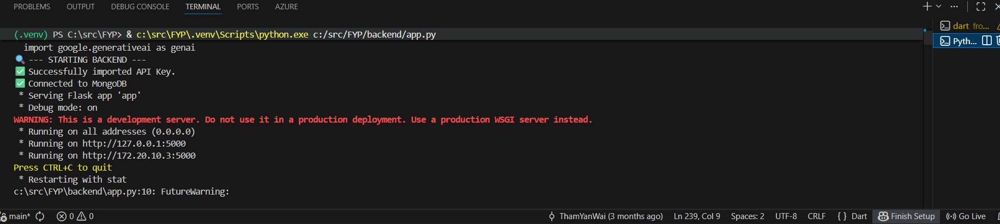 PROBLEMS OUTPUT DEBUG CONSOLE TERMINAL PORTS AZURE
(.venv) PS C:\src\FYP> & c:\src\FYP\.venv\Scripts\python.exe c:/src/FYP/backend/app.py
dart fro...
Pyth...
import google.generativeai as genai
🔍 --- STARTING BACKEND ---
✅ Successfully imported API Key.
✅ Connected to MongoDB
* Serving Flask app 'app'
* Debug mode: on
WARNING: This is a development server. Do not use it in a production deployment. Use a production WSGI server instead.
* Running on all addresses (0.0.0.0)
* Running on http://127.0.0.1:5000
* Running on http://172.20.10.3:5000
Press CTRL+C to quit
* Restarting with stat
c:\src\FYP\backend\app.py:10: FutureWarning:
main* 0 0 ThamYanWai (3 months ago) Ln 239, Col 9 Spaces: 2 UTF-8 CRLF { } Dart Finish Setup Go Live